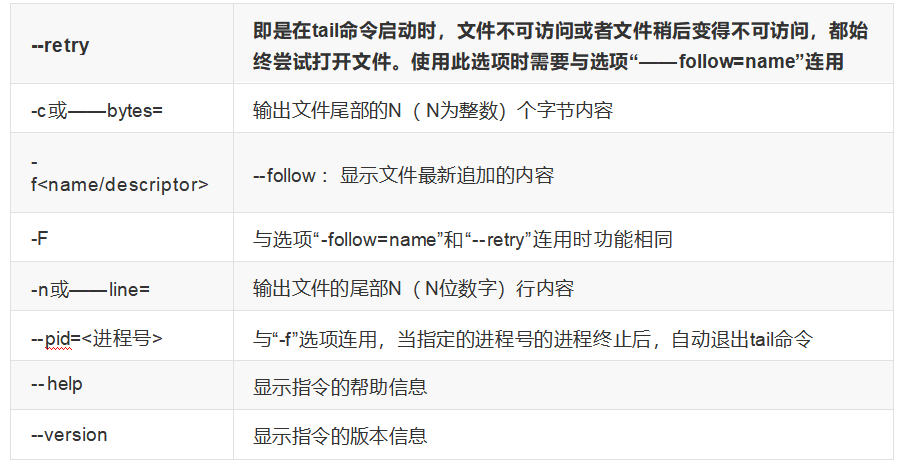 --retry
即是在tail命令启动时，文件不可访问或者文件稍后变得不可访问，都始
终尝试打开文件。使用此选项时需要与选项“——follow=name”连用
-c或——bytes=
输出文件尾部的N（ N为整数）个字节内容
-
f<name/descriptor>
--follow ：显示文件最新追加的内容
-F
与选项“-follow=name”和“--retry”连用时功能相同
-n或——line=
输出文件的尾部N（ N位数字）行内容
--pid=<进程号>
与“-f”选项连用，当指定的进程号的进程终止后，自动退出tail命令
--help
显示指令的帮助信息
--version
显示指令的版本信息